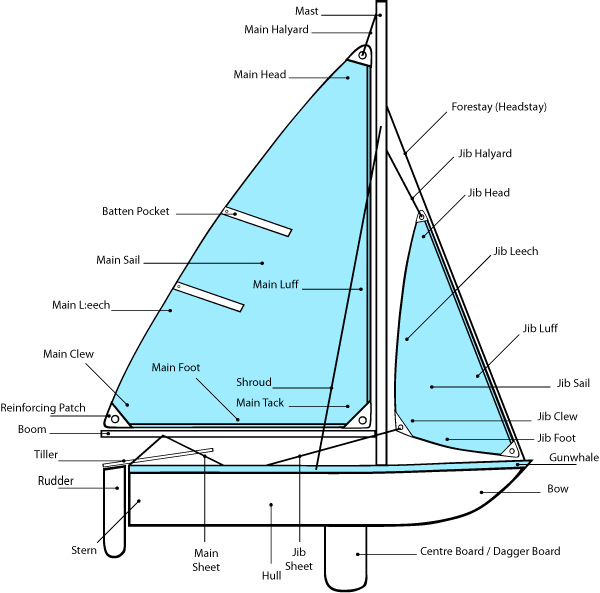 Mast
Main Halyard
Main Head
Forestay (Headstay)
Jib Halyard
Jib Head
Batten Pocket
Main Sail
Jib Leech
Main Luff
Main L:eech
Jib Luff
Main Clew
Main Foot
Shroud
Jib Sail
Main Tack
Reinforcing Patch
Jib Clew
Boom
Jib Foot
Tiller
Gunwhale
Rudder
Bow
Stern
Main
Sheet
Hull
Jib
Sheet
Centre Board / Dagger Board